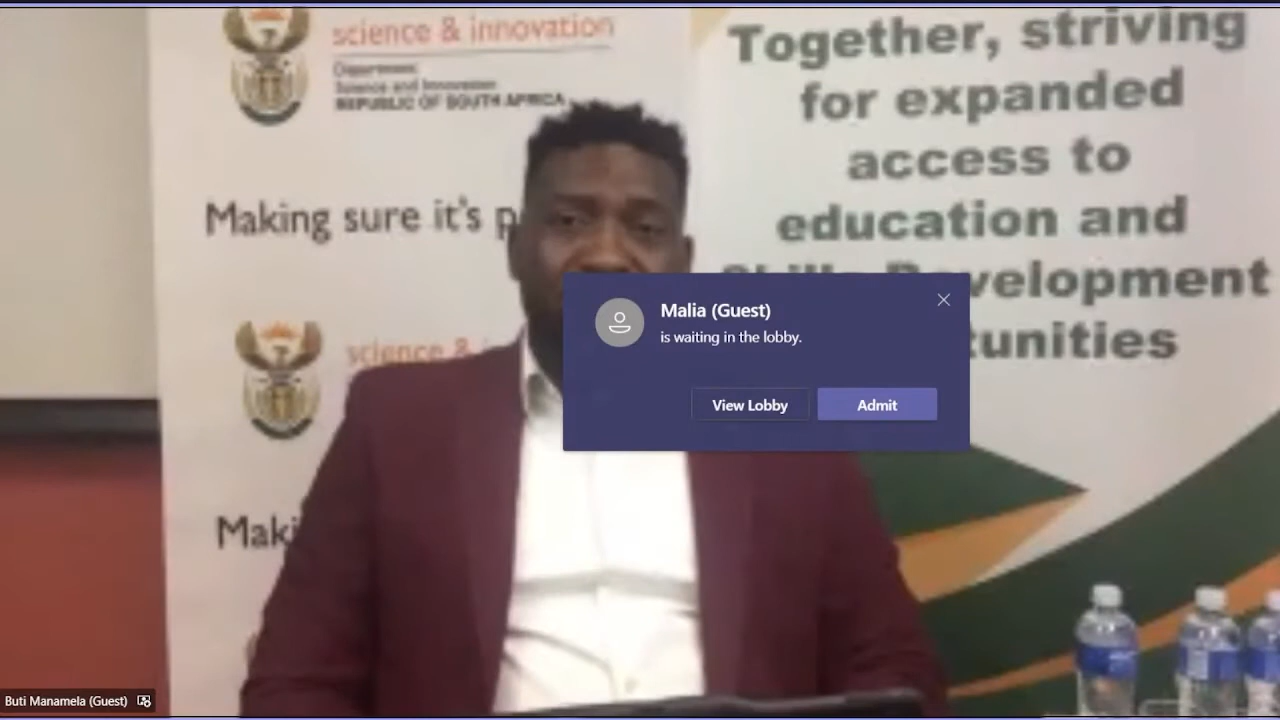 science & innovation
Department:
Science and Innovation
REPUBLIC OF SOUTH AFRICA
Making sure it's p
Together, striving
for expanded
access to
education and
velopment
tunities
Malia (Guest)
is waiting in the lobby.
View Lobby
Admit
science &
Maki
Buti Manamela (Guest)